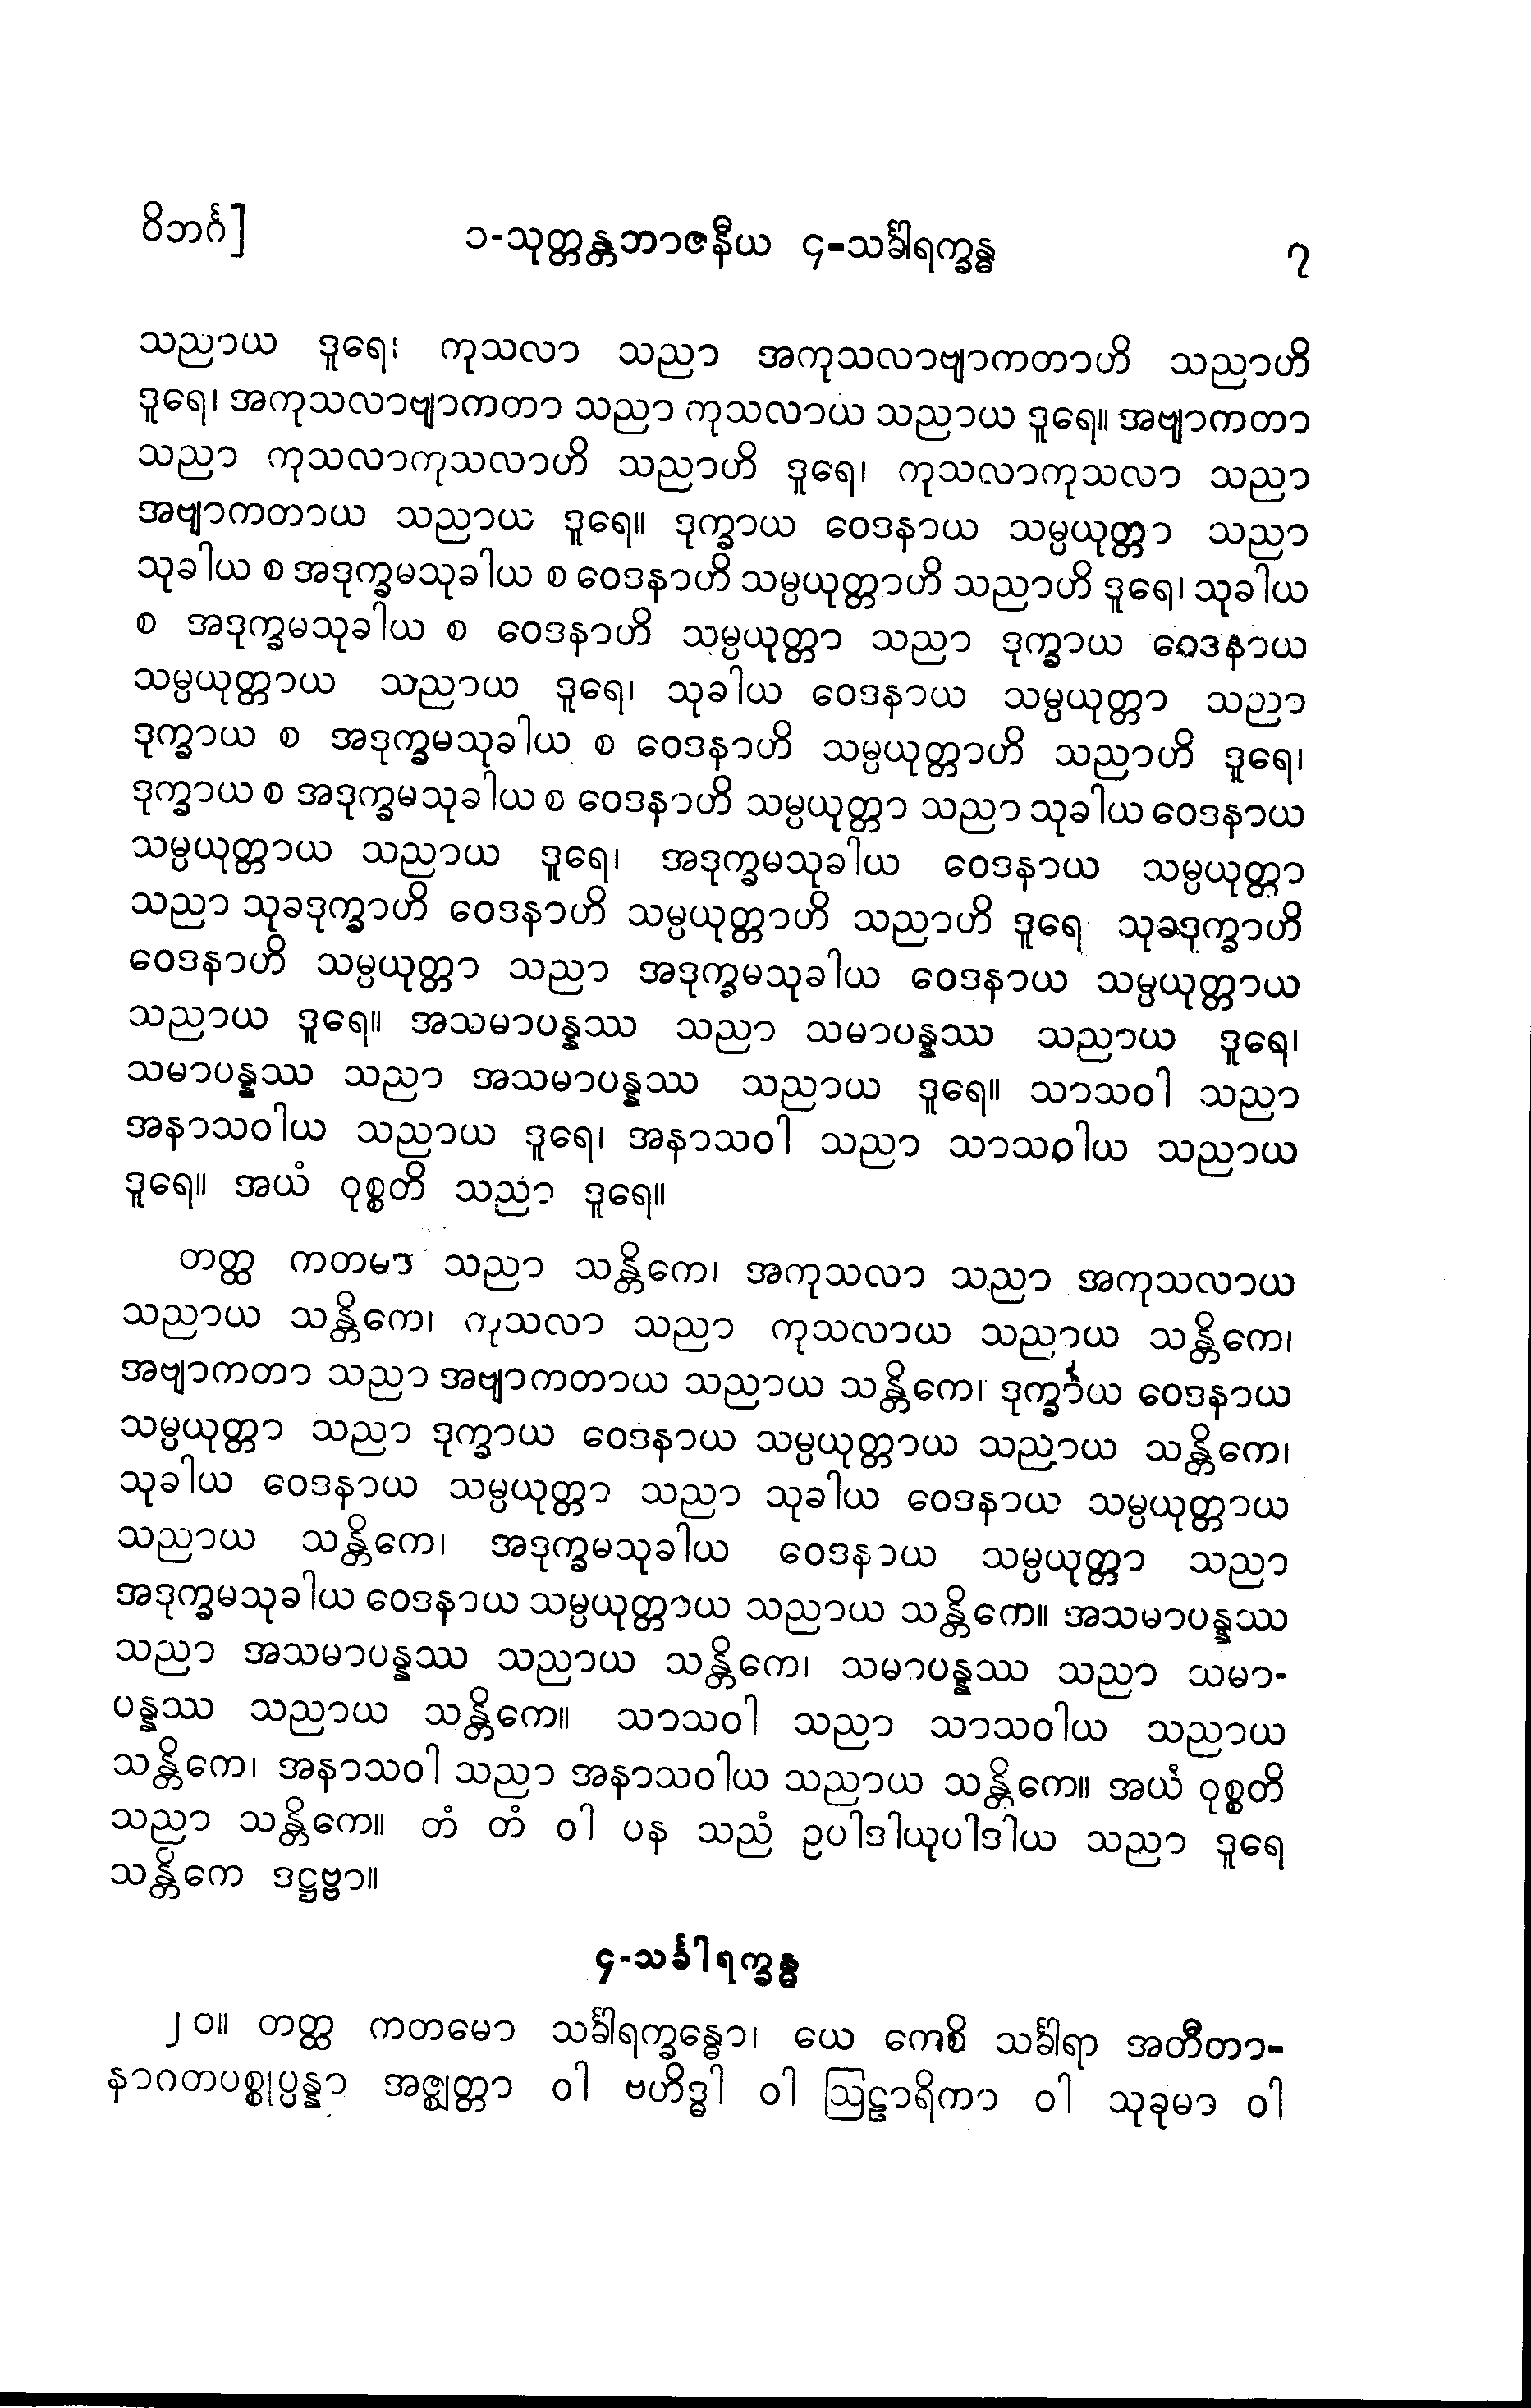 ဝိဘင်္ဂ]
၁-သုတ္တန္တဘာဇနီယ ၄-သင်္ခါရက္ခန္ဓ
၇
သညာယ ဒူရေ၊ ကုသလာ သညာ အကုသလာဗျာကတာဟိ သညာဟိ
ဒူရေ၊ အကုသလာဗျာကတာ သညာ ကုသလာယ သညာယ ဒူရေ။ အဗျာကတာ
သညာ ကုသလာကုသလာဟိ သညာဟိ ဒူရေ၊ ကုသလာကုသလာ သညာ
အဗျာကတာယ သညာယ ဒူရေ။ ဒုက္ခာယ ဝေဒနာယ သမ္ပယုတ္တာ သညာ
သုခါယ စ အဒုက္ခမသုခါယ စ ဝေဒနာဟိ သမ္ပယုတ္တာဟိ သညာဟိ ဒူရေ၊ သုခါယ
စ အဒုက္ခမသုခါယ စ ဝေဒနာဟိ သမ္ပယုတ္တာ သညာ ဒုက္ခာယ ဝေဒနာယ
သမ္ပယုတ္တာယ သညာယ ဒူရေ၊ သုခါယ ဝေဒနာယ သမ္ပယုတ္တာ သညာ
ဒုက္ခာယ စ အဒုက္ခမသုခါယ စ ဝေဒနာဟိ သမ္ပယုတ္တာဟိ သညာဟိ ဒူရေ၊
ဒုက္ခာယ စ အဒုက္ခမသုခါယ စ ဝေဒနာဟိ သမ္ပယုတ္တာ သညာ သုခါယ ဝေဒနာယ
သမ္ပယုတ္တာယ သညာယ ဒူရေ၊ အဒုက္ခမသုခါယ ဝေဒနာယ သမ္ပယုတ္တာ
သညာ သုခဒုက္ခာဟိ ဝေဒနာဟိ သမ္ပယုတ္တာဟိ သညာဟိ ဒူရေ သုခဒုက္ခာဟိ
ဝေဒနာဟိ သမ္ပယုတ္တာ သညာ အဒုက္ခမသုခါယ ဝေဒနာယ သမ္ပယုတ္တာယ
သညာယ ဒူရေ။ အသမာပန္နဿ သညာ သမာပန္နဿ သညာယ ဒူရေ၊
သမာပန္နဿ သညာ အသမာပန္နဿ သညာယ ဒူရေ။ သာသဝါ သညာ
အနာသဝါယ သညာယ ဒူရေ၊ အနာသဝါ သညာ သာသဝါယ သညာယ
ဒူရေ။ အယံ ဝုစ္စတိ သညာ ဒူရေ။
တတ္ထ ကတမာ သညာ သန္တိကေ၊ အကုသလာ သညာ အကုသလာယ
သညာယ သန္တိကေ၊ ကုသလာ သညာ ကုသလာယ သညာယ သန္တိကေ၊
အဗျာကတာ သညာ အဗျာကတာယ သညာယ သန္တိကေ၊ ဒုက္ခာယ ဝေဒနာယ
သမ္ပယုတ္တာ သညာ ဒုက္ခာယ ဝေဒနာယ သမ္ပယုတ္တာယ သညာယ သန္တိကေ၊
သုခါယ ဝေဒနာယ သမ္ပယုတ္တာ သညာ သုခါယ ဝေဒနာယ သမ္ပယုတ္တာယ
သညာယ သန္တိကေ၊ အဒုက္ခမသုခါယ ဝေဒနာယ သမ္ပယုတ္တာ သညာ
အဒုက္ခမသုခါယ ဝေဒနာယ သမ္ပယုတ္တာယ သညာယ သန္တိကေ။ အသမာပန္နဿ
သညာ အသမာပန္နဿ သညာယ သန္တိကေ၊ သမာပန္နဿ သညာ သမာ-
ပန္နဿ သညာယ သန္တိကေ။ သာသဝါ သညာ သာသဝါယ သညာယ
သန္တိကေ၊ အနာသဝါ သညာ အနာသဝါယ သညာယ သန္တိကေ။ အယံ ဝုစ္စတိ
သညာ သန္တိကေ။ တံ တံ ဝါ ပန သညံ ဥပါဒါယုပါဒါယ သညာ ဒူရေ
သန္တိကေ ဒဋ္ဌဗ္ဗာ။
၄-သင်္ခါရက္ခန္ဓ
၂၀။ တတ္ထ ကတမော သင်္ခါရက္ခန္ဓော၊ ယေ ကေစိ သင်္ခါရာ အတီတာ-
နာဂတပစ္စုပ္ပန္နာ အဇ္ဈတ္တာ ဝါ ဗဟိဒ္ဓါ ဝါ ဩဠာရိကာ ဝါ သုခုမာ ဝါ